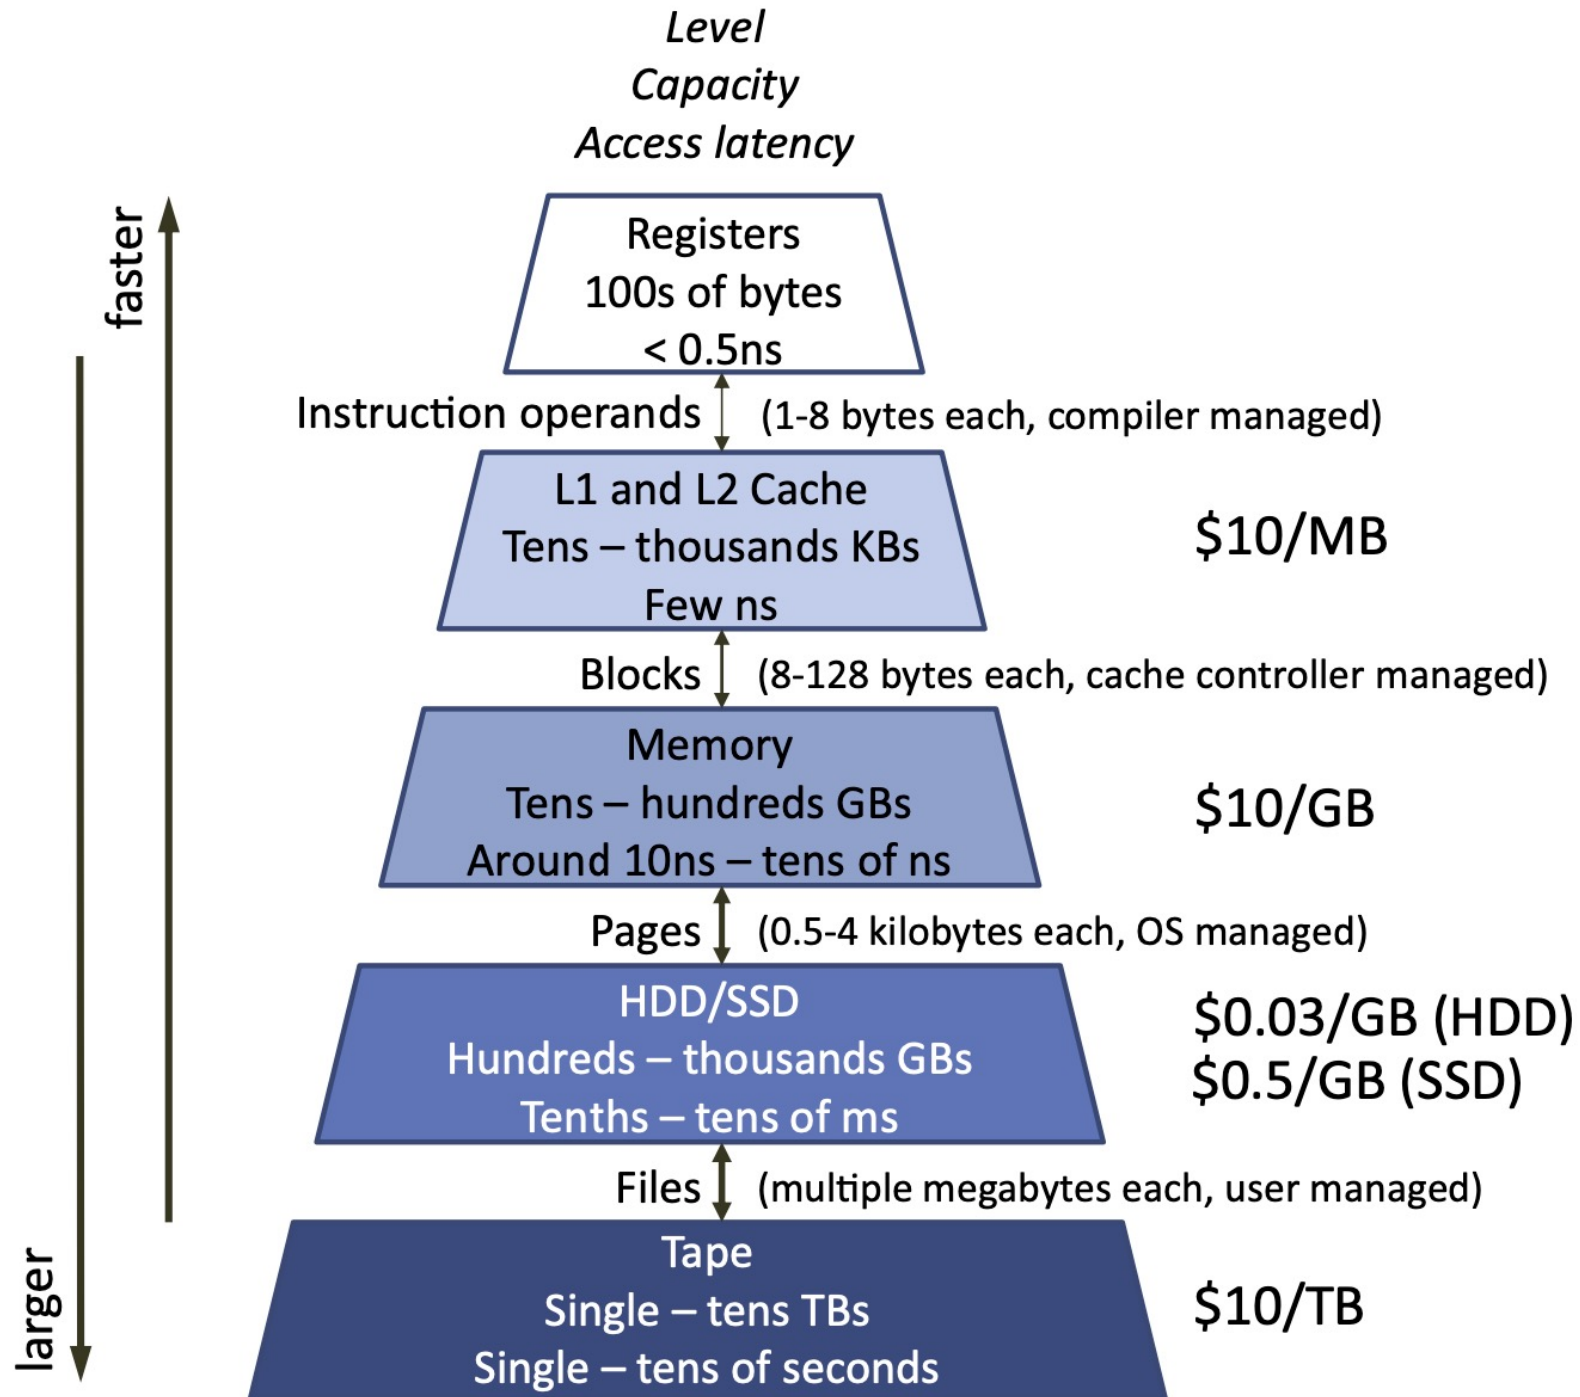 Level
Capacity
Access latency
faster
Registers
100s of bytes
< 0.5ns
Instruction operands (1-8 bytes each, compiler managed)
L1 and L2 Cache
Tens – thousands KBs
Few ns
$10/MB
Blocks (8-128 bytes each, cache controller managed)
Memory
Tens – hundreds GBs
Around 10ns – tens of ns
$10/GB
Pages (0.5-4 kilobytes each, OS managed)
HDD/SSD
Hundreds – thousands GBs
Tenths – tens of ms
$0.03/GB (HDD)
$0.5/GB (SSD)
Files (multiple megabytes each, user managed)
larger
Tape
Single – tens TBs
Single – tens of seconds
$10/TB